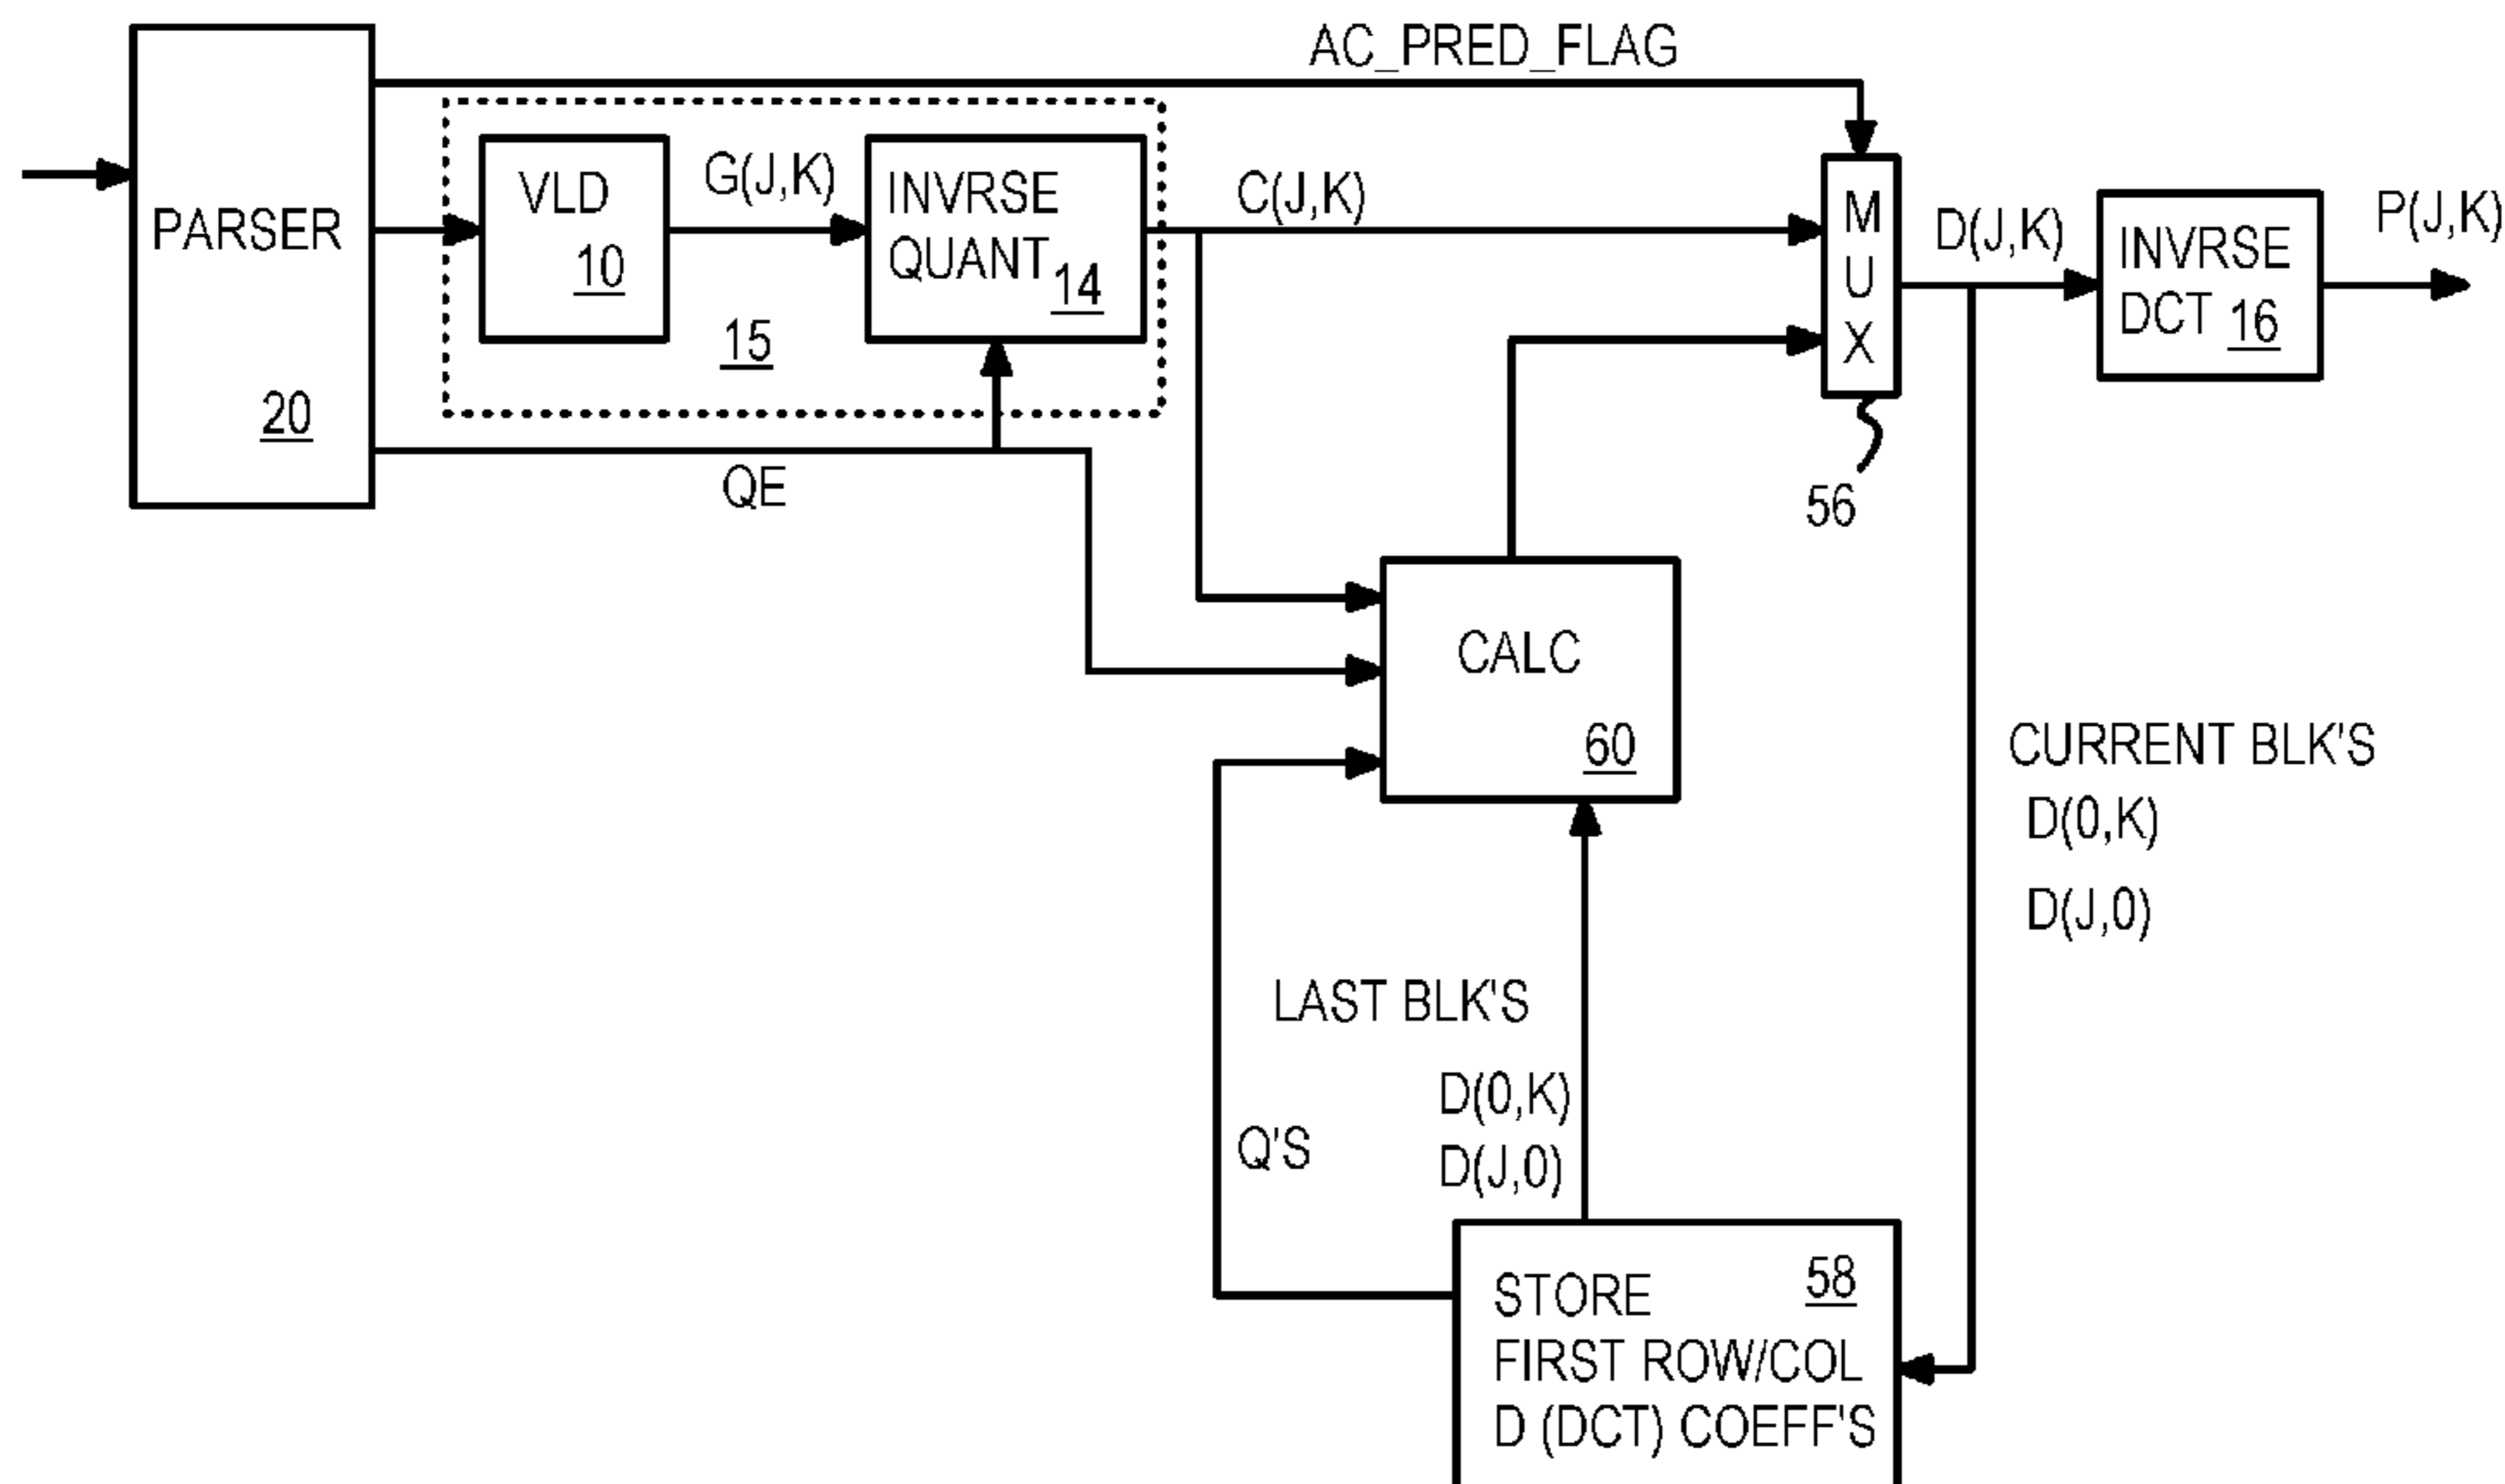 AC_PRED_FLAG
PARSER
20
VLD
10
G(J,K)
INVRSE
QUANT
14
15
C(J,K)
M
U
X
56
D(J,K)
INVRSE
DCT
16
P(J,K)
QE
CALC
60
CURRENT BLK'S
D(0,K)
D(J,0)
LAST BLK'S
D(0,K)
D(J,0)
Q'S
58
STORE
FIRST ROW/COL
D (DCT) COEFF'S